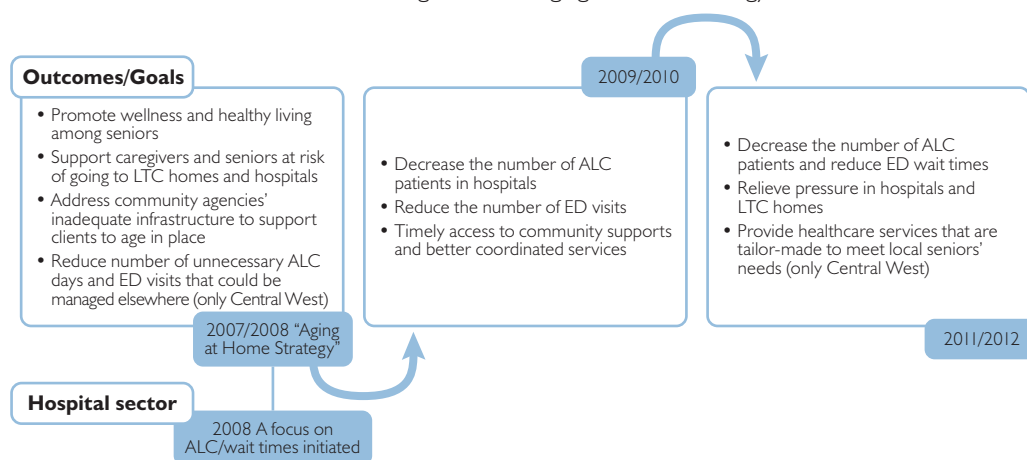 Outcomes/Goals
• Promote wellness and healthy living
among seniors
• Support caregivers and seniors at risk
of going to LTC homes and hospitals
• Address community agencies'
inadequate infrastructure to support
clients to age in place
• Reduce number of unnecessary ALC
days and ED visits that could be
managed elsewhere (only Central West)
2007/2008 “Aging
at Home Strategy”
2009/2010
• Decrease the number of ALC
patients in hospitals
• Reduce the number of ED visits
• Timely access to community supports
and better coordinated services
• Decrease the number of ALC
patients and reduce ED wait times
• Relieve pressure in hospitals and
LTC homes
• Provide healthcare services that are
tailor-made to meet local seniors'
needs (only Central West)
2011/2012
Hospital sector
2008 A focus on
ALC/wait times initiated